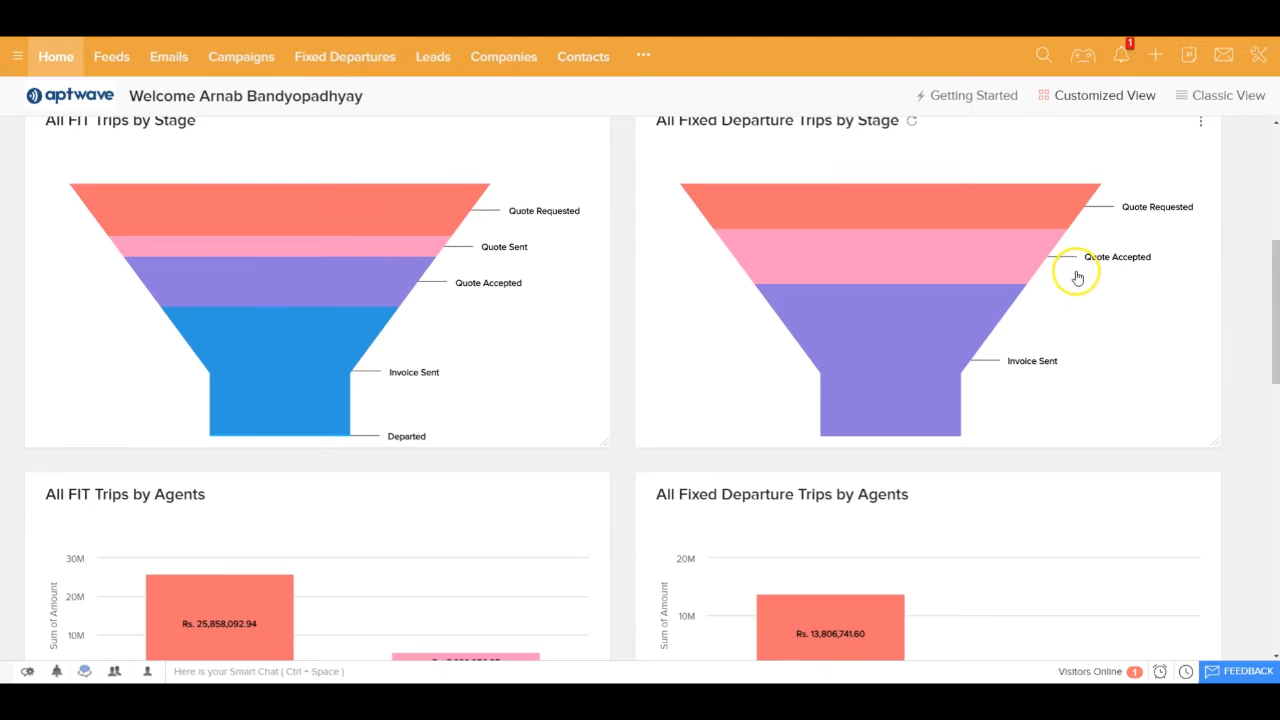 Home Feeds Emails Campaigns Fixed Departures Leads Companies Contacts ••• 1
aptwave Welcome Arnab Bandyopadhyay Getting Started Customized View Classic View
All FIT Trips by Stage
Quote Requested
Quote Sent
Quote Accepted
Invoice Sent
Departed
All Fixed Departure Trips by Stage
Quote Requested
Quote Accepted
Invoice Sent
All FIT Trips by Agents
30M
20M
10M
Sum of Amount
Rs. 25,858,092.94
All Fixed Departure Trips by Agents
20M
10M
Sum of Amount
Rs. 13,806,741.60
Here is your Smart Chat ( Ctrl + Space ) Visitors Online 1 FEEDBACK